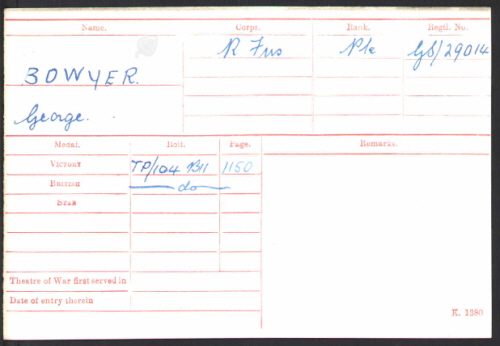 Name. Corps. Rank. Regtl. No.
BOWYER. R Fus Pte GS/29014
George.
Medal. Roll. Page. Remarks.
VICTORY TP/104 B11 1150
BRITISH do
STAR
Theatre of War first served in
Date of entry therein
K. 1380